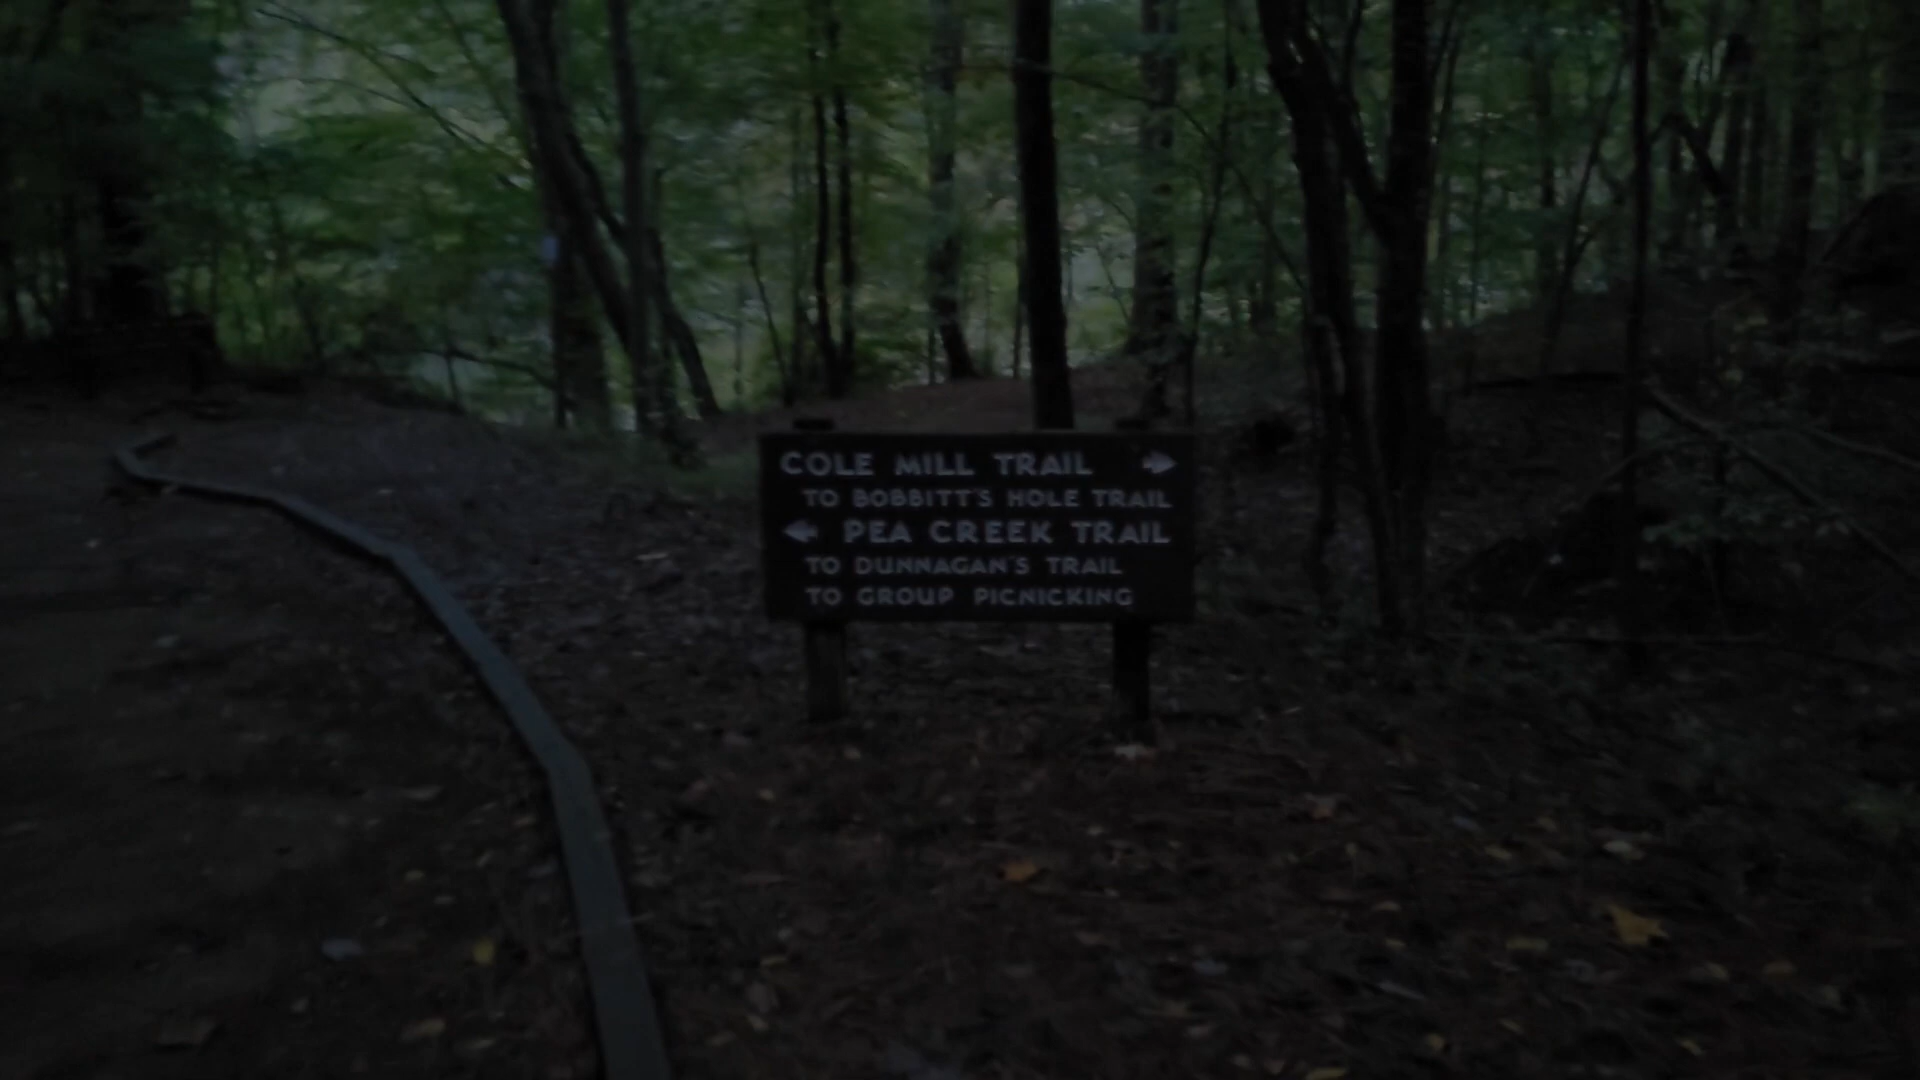 COLE MILL TRAIL
TO BOBBITT'S HOLE TRAIL
PEA CREEK TRAIL
TO DUNNAGAN'S TRAIL
TO GROUP PICNICKING